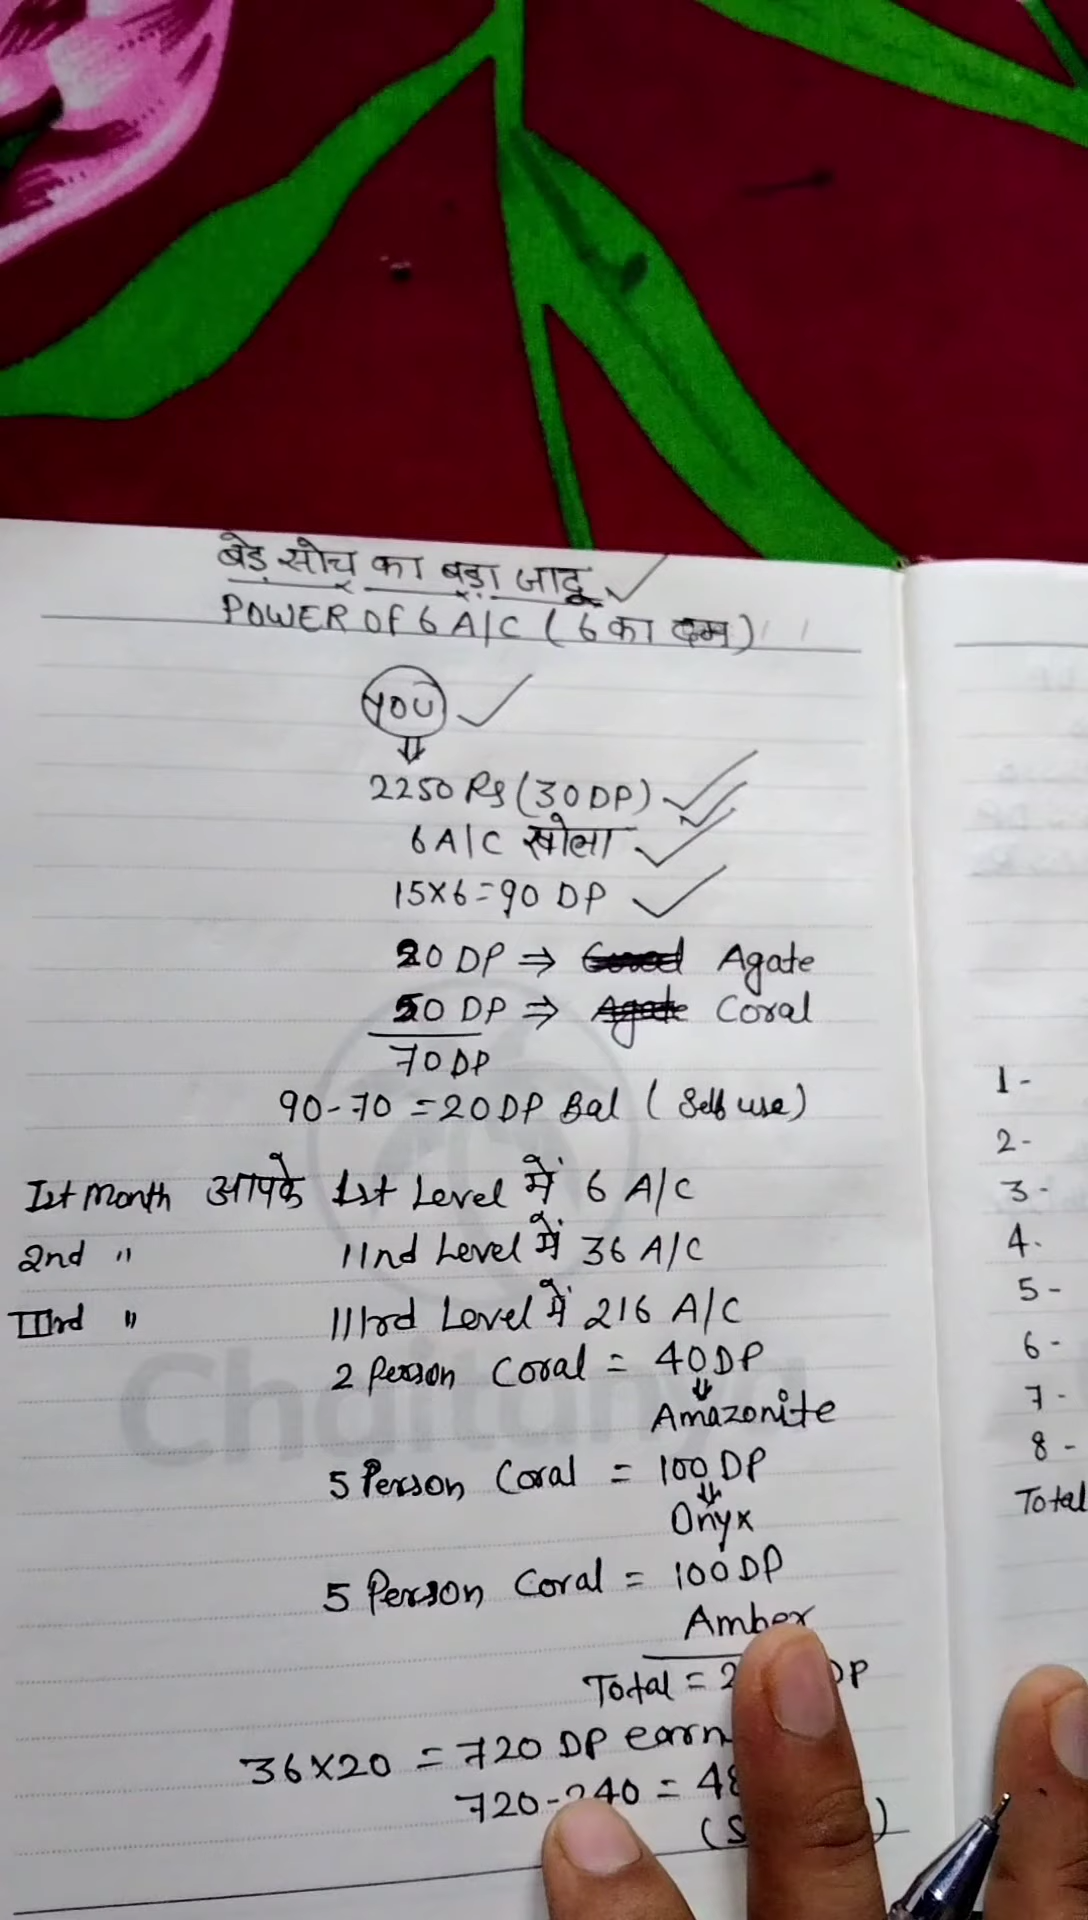 बड़े सोच का बड़ा जादू
POWER OF 6 A/C ( 6 का दम )
YOU
2250 Rs (30 DP)
6 A/C खोला
15×6=90 DP
20 DP ⇒ Agate
50 DP ⇒ Coral
70 DP
90-70 = 20 DP Bal ( Self use )
Ist Month आपके 1st Level में 6 A/C
2nd " IInd Level में 36 A/C
IIIrd " IIIrd Level में 216 A/C
2 Person Coral = 40 DP
⇓
Amazonite
5 Person Coral = 100 DP
⇓
Onyx
5 Person Coral = 100 DP
Amber
Total = 2 DP
36×20 = 720 DP earn
720-240 = 48
(S )
Chaitanya
1-
2-
3-
4-
5-
6-
7-
8-
Total